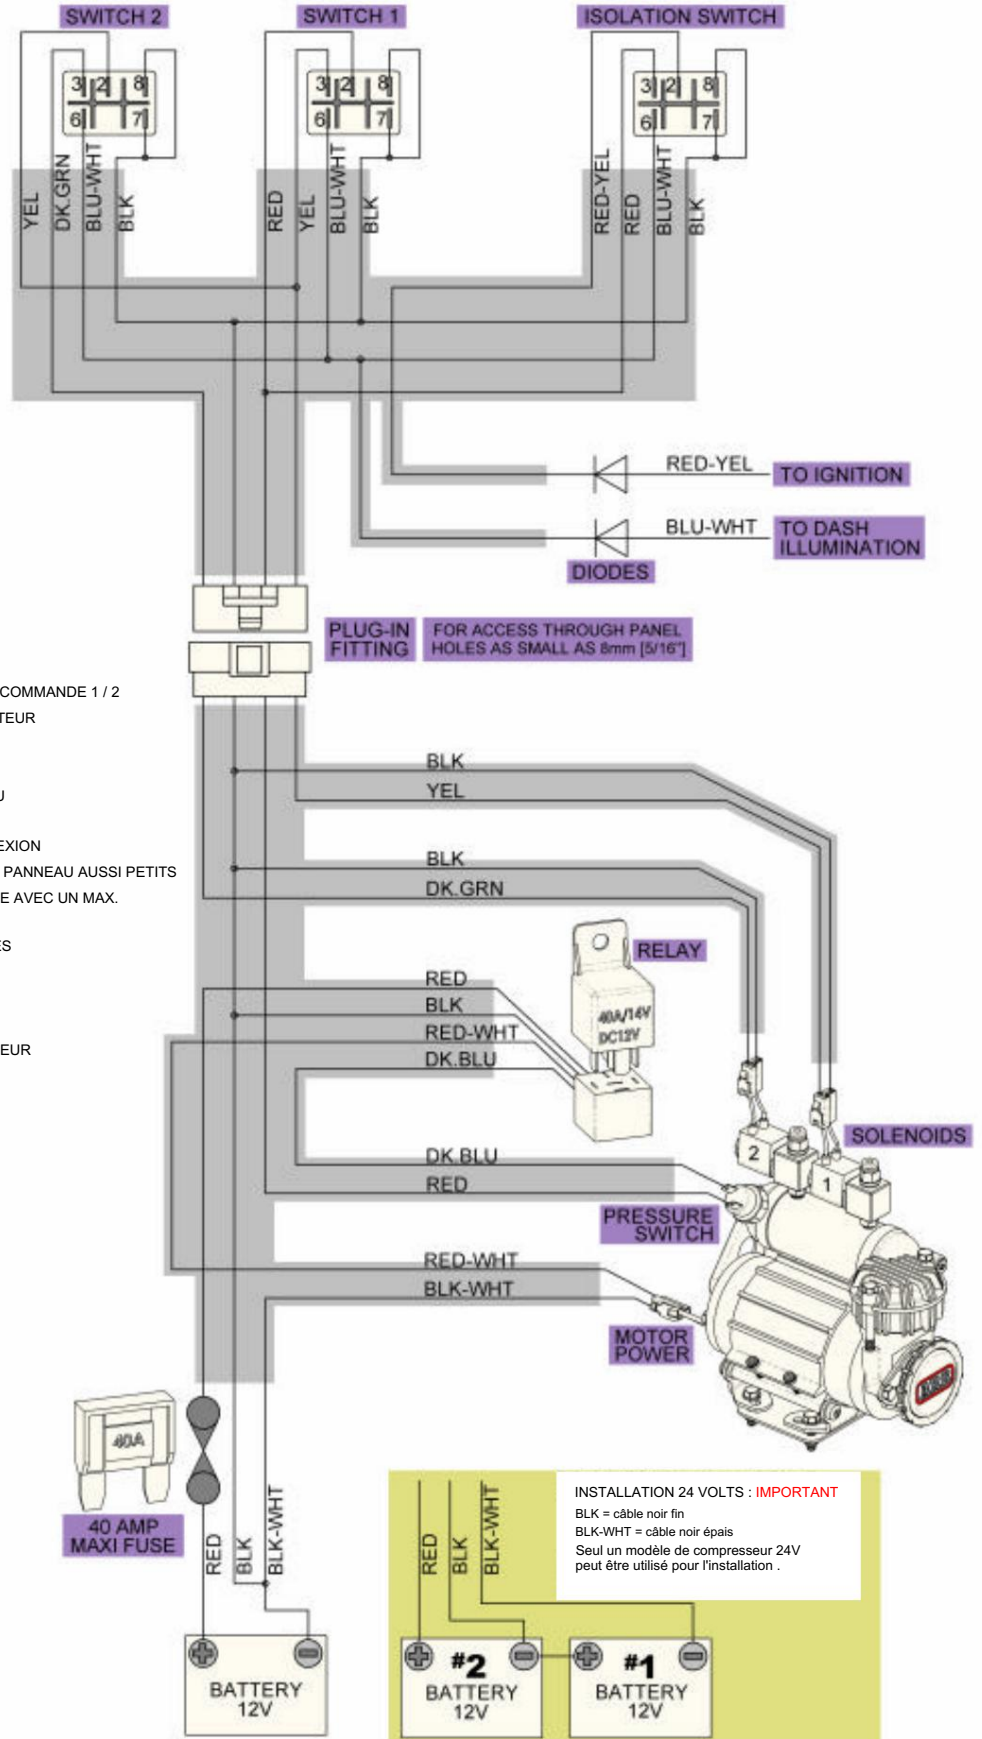 SWITCH 2
SWITCH 1
ISOLATION SWITCH
3 2 8
6 7
3 2 8
6 7
3 2 8
6 7
YEL
DK.GRN
BLU-WHT
BLK
RED
YEL
BLU-WHT
BLK
RED-YEL
RED
BLU-WHT
BLK
RED-YEL
TO IGNITION
BLU-WHT
TO DASH
ILLUMINATION
DIODES
PLUG-IN
FITTING
FOR ACCESS THROUGH PANEL
HOLES AS SMALL AS 8mm [5/16"]
COMMANDE 1 / 2
TEUR
U
EXION
PANNEAU AUSSI PETITS
E AVEC UN MAX.
ES
EUR
BLK
YEL
BLK
DK.GRN
RELAY
40A/14V
DC12V
RED
BLK
RED-WHT
DK.BLU
SOLENOIDS
2
1
DK.BLU
RED
PRESSURE
SWITCH
RED-WHT
BLK-WHT
MOTOR
POWER
ARB
40A
40 AMP
MAXI FUSE
RED
BLK
BLK-WHT
BATTERY
12V
RED
BLK
BLK-WHT
INSTALLATION 24 VOLTS : IMPORTANT
BLK = câble noir fin
BLK-WHT = câble noir épais
Seul un modèle de compresseur 24V
peut être utilisé pour l'installation .
#2
BATTERY
12V
#1
BATTERY
12V